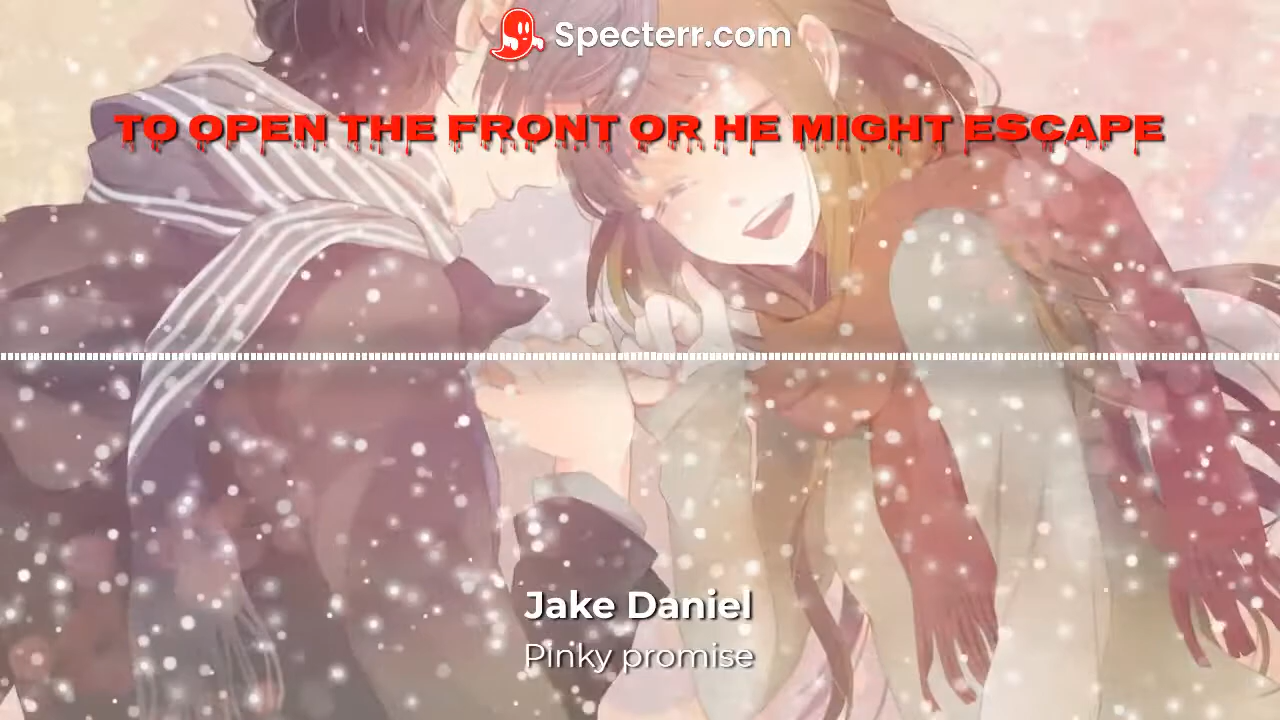 Specterr.com
TO OPEN THE FRONT OR HE MIGHT ESCAPE
Jake Daniel
Pinky promise